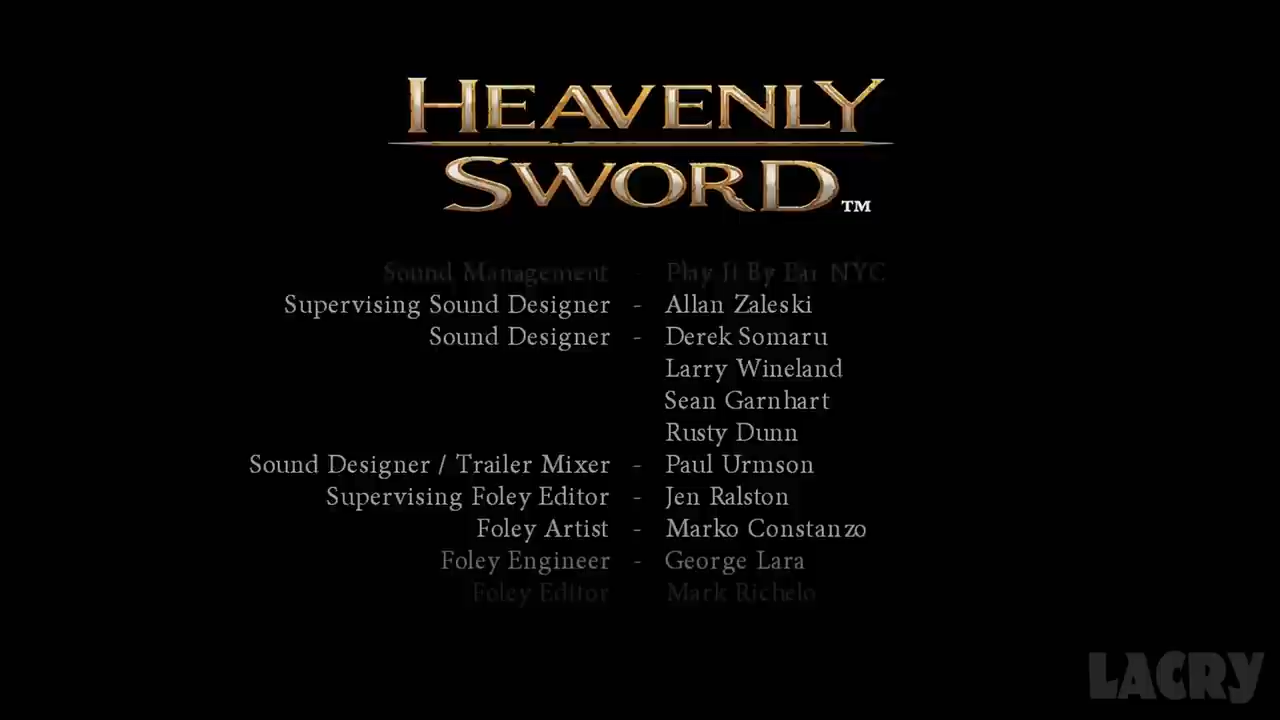 HEAVENLY
SWORD™
Sound Management - Play It By Ear NYC
Supervising Sound Designer - Allan Zaleski
Sound Designer - Derek Somaru
Larry Wineland
Sean Garnhart
Rusty Dunn
Sound Designer / Trailer Mixer - Paul Urmson
Supervising Foley Editor - Jen Ralston
Foley Artist - Marko Constanzo
Foley Engineer - George Lara
Foley Editor - Mark Richelo
LACRY